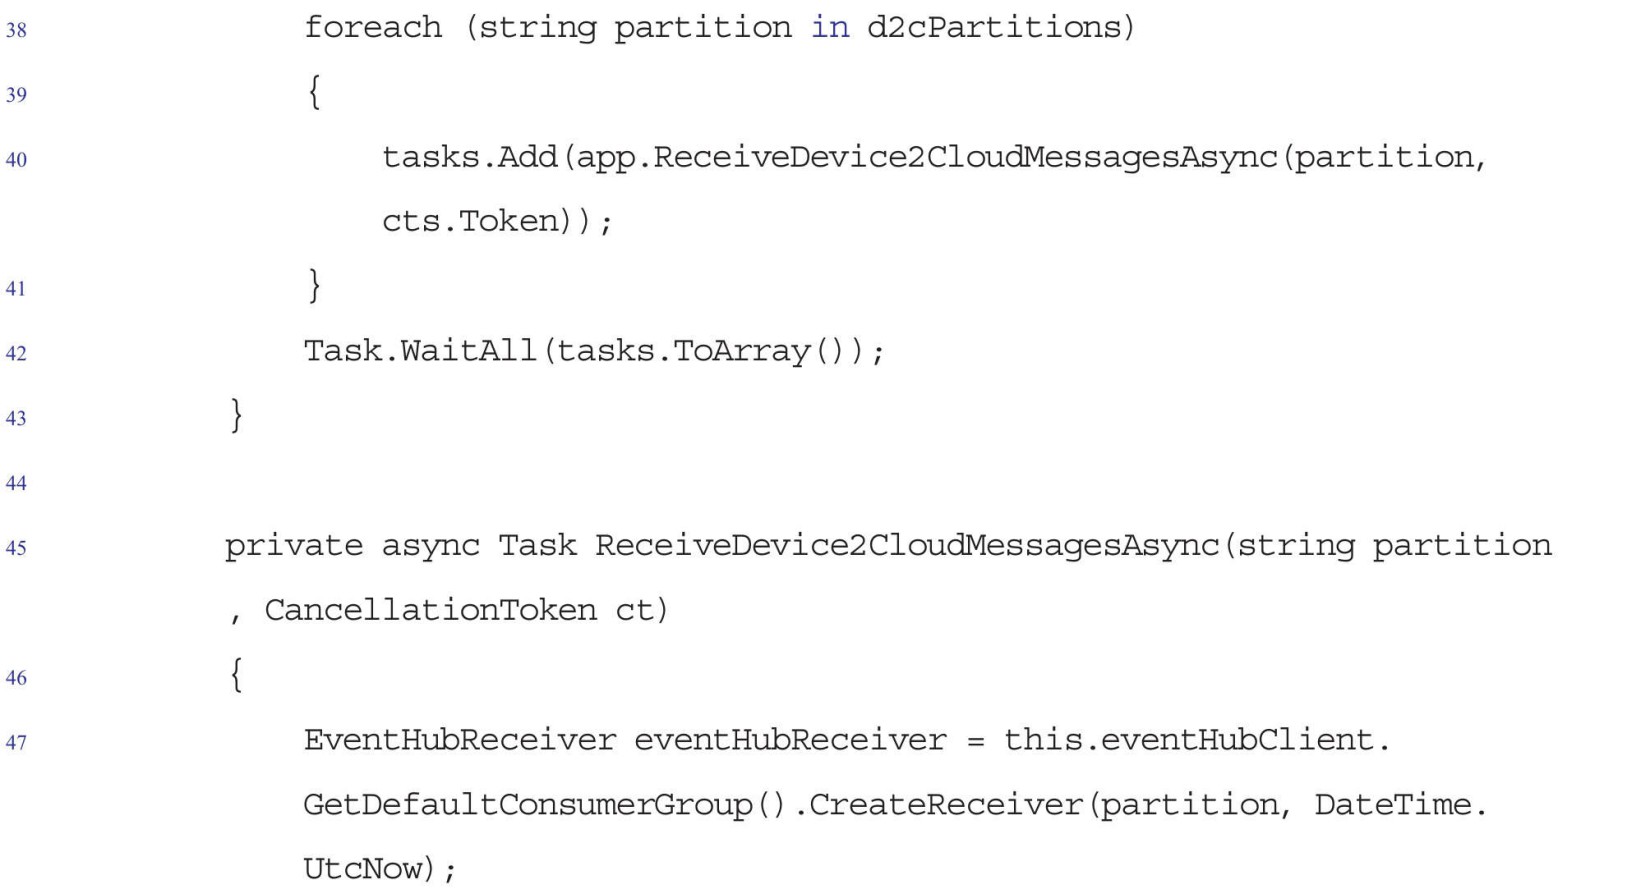 38 foreach (string partition in d2cPartitions)
39 {
40 tasks.Add(app.ReceiveDevice2CloudMessagesAsync(partition,
cts.Token));
41 }
42 Task.WaitAll(tasks.ToArray());
43 }
44
45 private async Task ReceiveDevice2CloudMessagesAsync(string partition
, CancellationToken ct)
46 {
47 EventHubReceiver eventHubReceiver = this.eventHubClient.
GetDefaultConsumerGroup().CreateReceiver(partition, DateTime.
UtcNow);